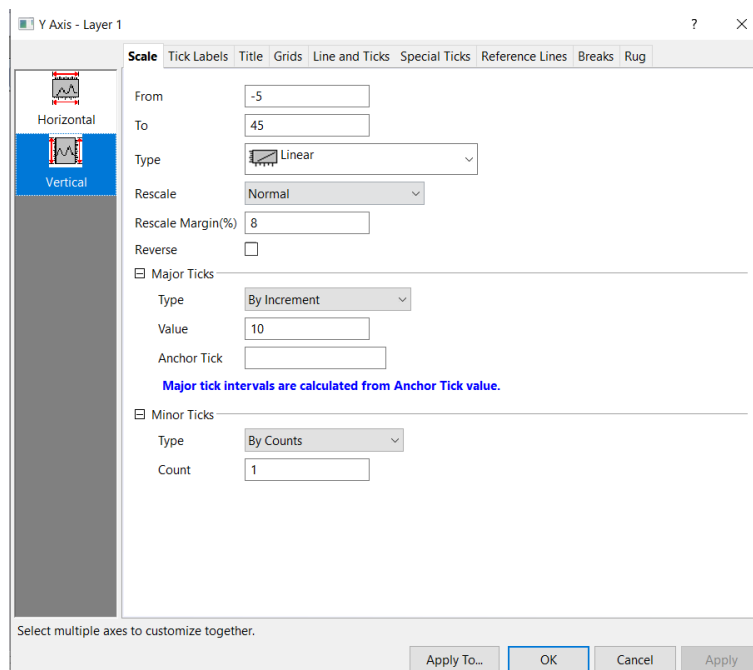 Y Axis - Layer 1
Scale Tick Labels Title Grids Line and Ticks Special Ticks Reference Lines Breaks Rug
Horizontal
Vertical
From -5
To 45
Type Linear
Rescale Normal
Rescale Margin(%) 8
Reverse
Major Ticks
Type By Increment
Value 10
Anchor Tick
Major tick intervals are calculated from Anchor Tick value.
Minor Ticks
Type By Counts
Count 1
Select multiple axes to customize together.
Apply To... OK Cancel Apply